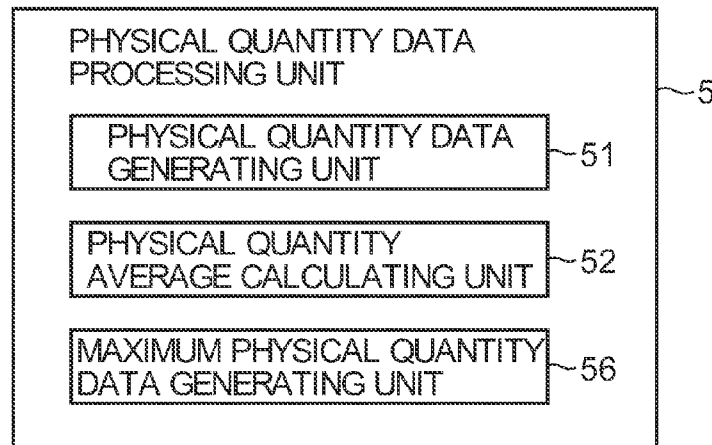 PHYSICAL QUANTITY DATA
PROCESSING UNIT
5
PHYSICAL QUANTITY DATA
GENERATING UNIT
51
PHYSICAL QUANTITY
AVERAGE CALCULATING UNIT
52
MAXIMUM PHYSICAL QUANTITY
DATA GENERATING UNIT
56